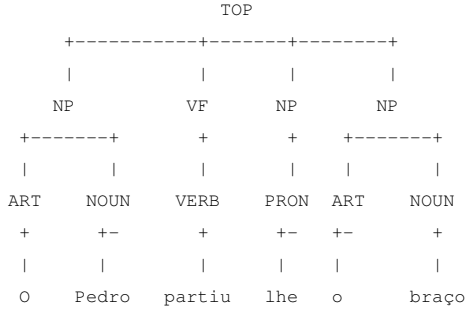 TOP
NP VF NP NP
ART NOUN VERB PRON ART NOUN
O Pedro partiu lhe o braço